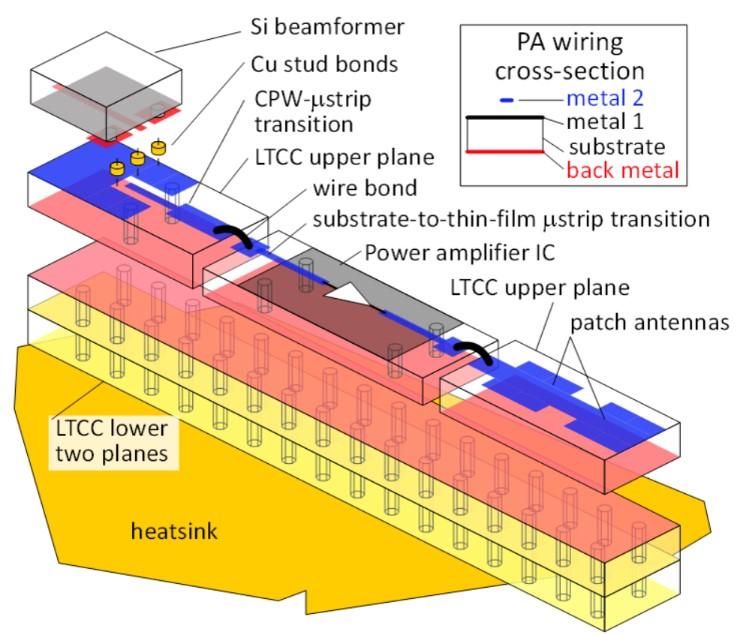 Si beamformer
Cu stud bonds
CPW-μstrip
transition
LTCC upper plane
wire bond
substrate-to-thin-film μstrip transition
Power amplifier IC
LTCC upper plane
patch antennas
PA wiring
cross-section
metal 2
metal 1
substrate
back metal
LTCC lower
two planes
heatsink